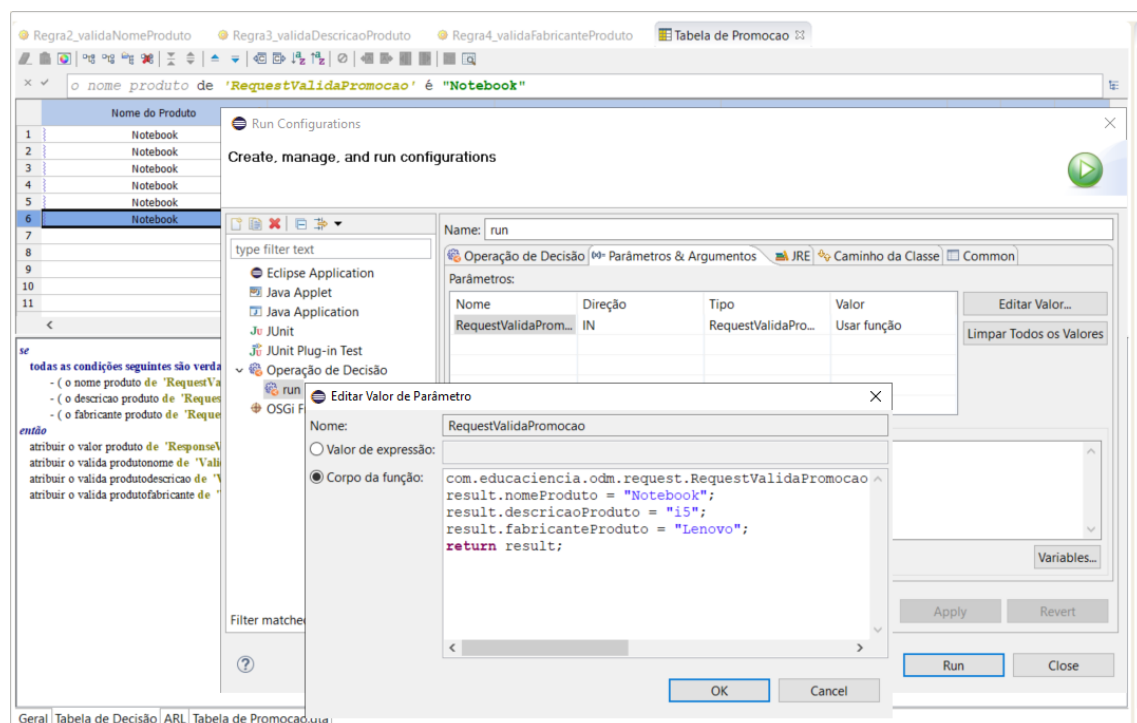 Regra2_validaNomeProduto Regra3_validaDescricaoProduto Regra4_validaFabricanteProduto Tabela de Promocao
o nome produto de 'RequestValidaPromocao' é "Notebook"
Nome do Produto
1 Notebook
2 Notebook
3 Notebook
4 Notebook
5 Notebook
6 Notebook
7
8
9
10
11
se
todas as condições seguintes são verda
- ( o nome produto de 'RequestVa
- ( o descricao produto de 'Reques
- ( o fabricante produto de 'Reque
então
atribuir o valor produto de 'ResponseV
atribuir o valida produtonome de 'Vali
atribuir o valida produtodescricao de 'V
atribuir o valida produtofabricante de '
Geral Tabela de Decisão ARL Tabela de Promocao.dta
Run Configurations
Create, manage, and run configurations
type filter text
Eclipse Application
Java Applet
Java Application
JUnit
JUnit Plug-in Test
Operação de Decisão
run
OSGi F
Filter matche
Name: run
Operação de Decisão Parâmetros & Argumentos JRE Caminho da Classe Common
Parâmetros:
Nome Direção Tipo Valor
RequestValidaProm... IN RequestValidaPro... Usar função
Editar Valor...
Limpar Todos os Valores
Variables...
Apply Revert
Run Close
Editar Valor de Parâmetro
Nome: RequestValidaPromocao
Valor de expressão:
Corpo da função:
com.educaciencia.odm.request.RequestValidaPromocao
result.nomeProduto = "Notebook";
result.descricaoProduto = "i5";
result.fabricanteProduto = "Lenovo";
return result;
OK Cancel